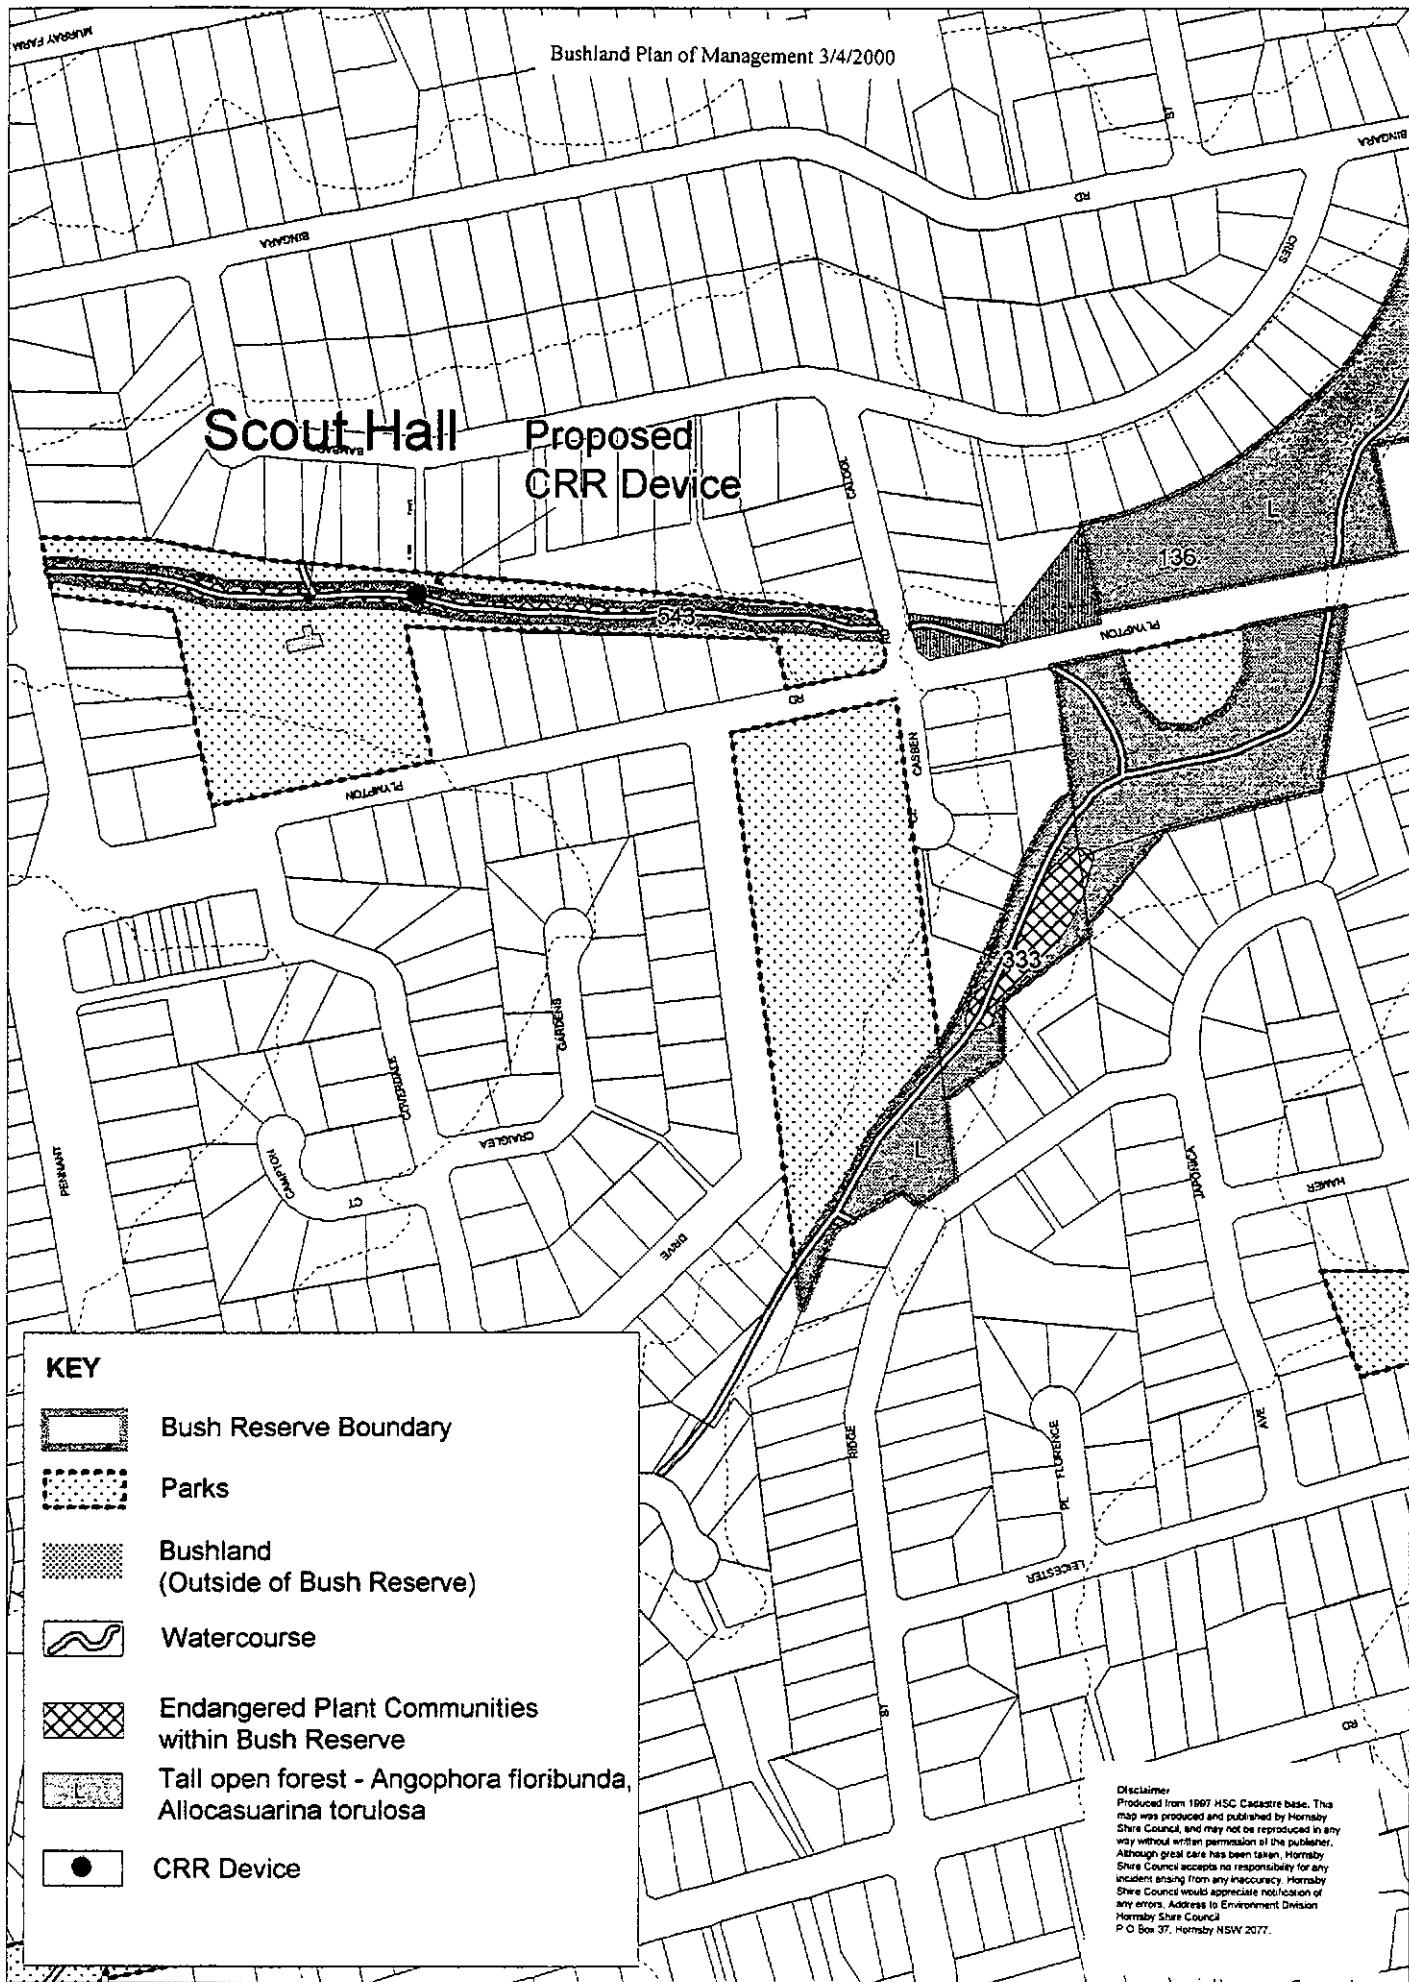 Bushland Plan of Management 3/4/2000
MURRAY FARM
ST
BINGARA
RD
BINGARA
CRES
Scout Hall
Proposed
CRR Device
CATOOL
L
136
543
RD
PLYMPTON
RD
CASBEN
CL
PLYMPTON
333
GARDENS
COVERDALE
CRAIGLEA
PENNANT
CAMPTON
CT
L
JAPONICA
HAMER
DRIVE
KEY
Bush Reserve Boundary
Parks
Bushland
(Outside of Bush Reserve)
Watercourse
Endangered Plant Communities
within Bush Reserve
L
Tall open forest - Angophora floribunda,
Allocasuarina torulosa
CRR Device
RIDGE
FLORENCE
PL
AVE
LEICESTER
ST
RD
Disclaimer
Produced from 1997 HSC Cadastre base. This
map was produced and published by Hornsby
Shire Council, and may not be reproduced in any
way without written permission of the publisher.
Although great care has been taken, Hornsby
Shire Council accepts no responsibility for any
incident arising from any inaccuracy. Hornsby
Shire Council would appreciate notification of
any errors. Address to Environment Division
Hornsby Shire Council
P O Box 37, Hornsby NSW 2077.